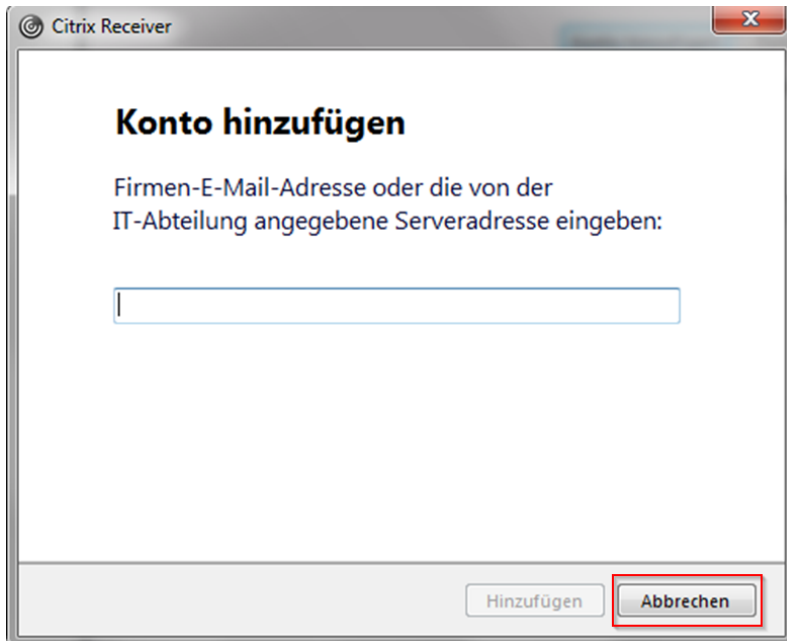 Citrix Receiver
Konto hinzufügen
Firmen-E-Mail-Adresse oder die von der
IT-Abteilung angegebene Serveradresse eingeben:
Hinzufügen
Abbrechen